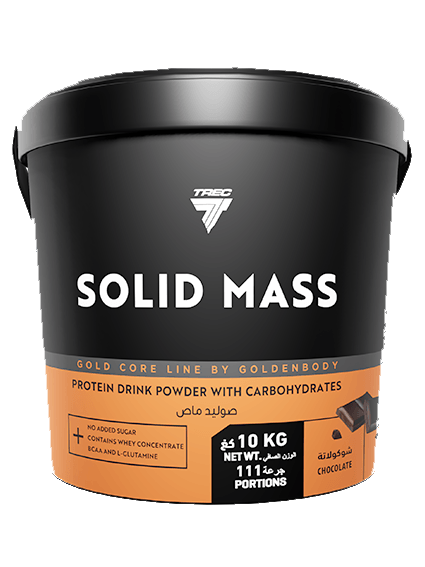 TREC
SOLID MASS
GOLD CORE LINE BY GOLDENBODY
PROTEIN DRINK POWDER WITH CARBOHYDRATES
صوليد ماص
+
NO ADDED SUGAR
CONTAINS WHEY CONCENTRATE
BCAA AND L-GLUTAMINE
كغ 10 KG
NET WT. الوزن الصافي
111 جرعة
PORTIONS
شوكولاتة
CHOCOLATE